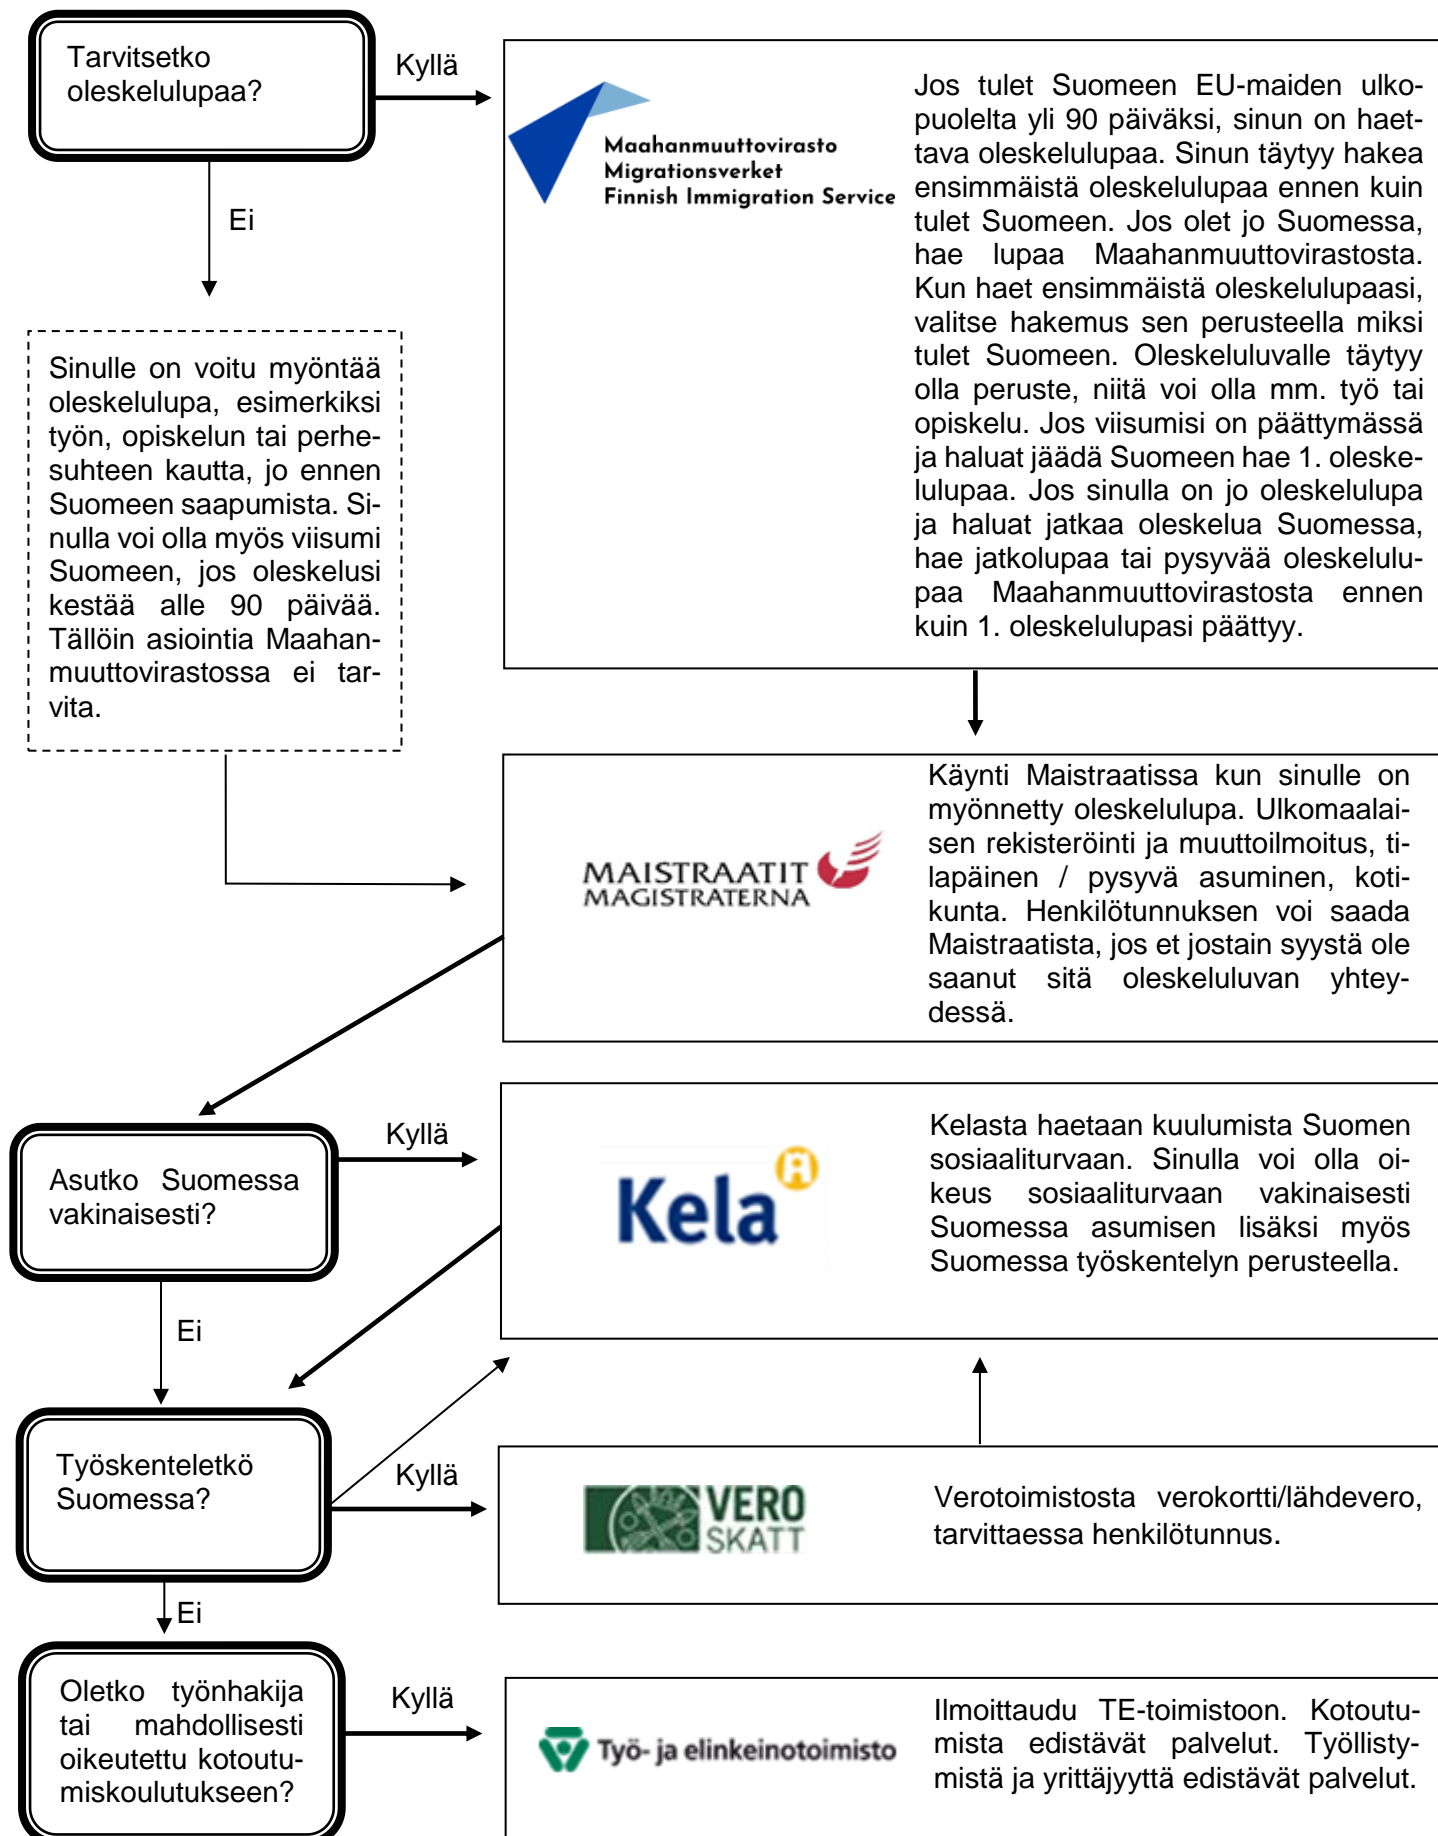 Tarvitsetko
oleskelulupaa?
Kyllä
Maahanmuuttovirasto
Migrationsverket
Finnish Immigration Service
Jos tulet Suomeen EU-maiden ulko-
puolelta yli 90 päiväksi, sinun on haet-
tava oleskelulupaa. Sinun täytyy hakea
ensimmäistä oleskelulupaa ennen kuin
tulet Suomeen. Jos olet jo Suomessa,
hae lupaa Maahanmuuttovirastosta.
Kun haet ensimmäistä oleskelulupaasi,
valitse hakemus sen perusteella miksi
tulet Suomeen. Oleskeluluvalle täytyy
olla peruste, niitä voi olla mm. työ tai
opiskelu. Jos viisumisi on päättymässä
ja haluat jäädä Suomeen hae 1. oleske-
lulupaa. Jos sinulla on jo oleskelulupa
ja haluat jatkaa oleskelua Suomessa,
hae jatkolupaa tai pysyvää oleskelulu-
paa Maahanmuuttovirastosta ennen
kuin 1. oleskelulupasi päättyy.
Ei
Sinulle on voitu myöntää
oleskelulupa, esimerkiksi
työn, opiskelun tai perhe-
suhteen kautta, jo ennen
Suomeen saapumista. Si-
nulla voi olla myös viisumi
Suomeen, jos oleskelusi
kestää alle 90 päivää.
Tällöin asiointia Maahan-
muuttovirastossa ei tar-
vita.
MAISTRAATIT
MAGISTRATERNA
Käynti Maistraatissa kun sinulle on
myönnetty oleskelulupa. Ulkomaalai-
sen rekisteröinti ja muuttoilmoitus, ti-
lapäinen / pysyvä asuminen, koti-
kunta. Henkilötunnuksen voi saada
Maistraatista, jos et jostain syystä ole
saanut sitä oleskeluluvan yhtey-
dessä.
Asutko Suomessa
vakinaisesti?
Kyllä
Kela
Kelasta haetaan kuulumista Suomen
sosiaaliturvaan. Sinulla voi olla oi-
keus sosiaaliturvaan vakinaisesti
Suomessa asumisen lisäksi myös
Suomessa työskentelyn perusteella.
Ei
Työskenteletkö
Suomessa?
Kyllä
VERO
SKATT
Verotoimistosta verokortti/lähdevero,
tarvittaessa henkilötunnus.
Ei
Oletko työnhakija
tai mahdollisesti
oikeutettu kotoutu-
miskoulutukseen?
Kyllä
Työ- ja elinkeinotoimisto
Ilmoittaudu TE-toimistoon. Kotoutu-
mista edistävät palvelut. Työllisty-
mistä ja yrittäjyyttä edistävät palvelut.